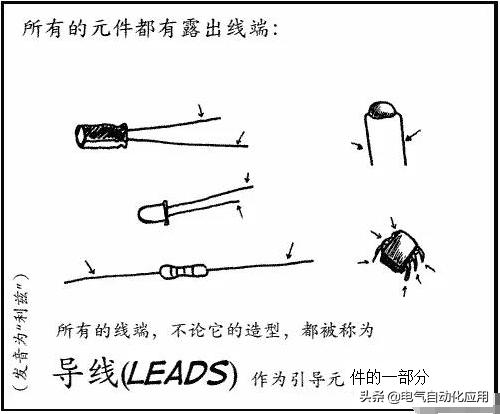 所有的元件都有露出线端：
(发音为"利兹")
所有的线端，不论它的造型，都被称为
导线(LEADS) 作为引导元件的一部分
头条@电气自动化应用